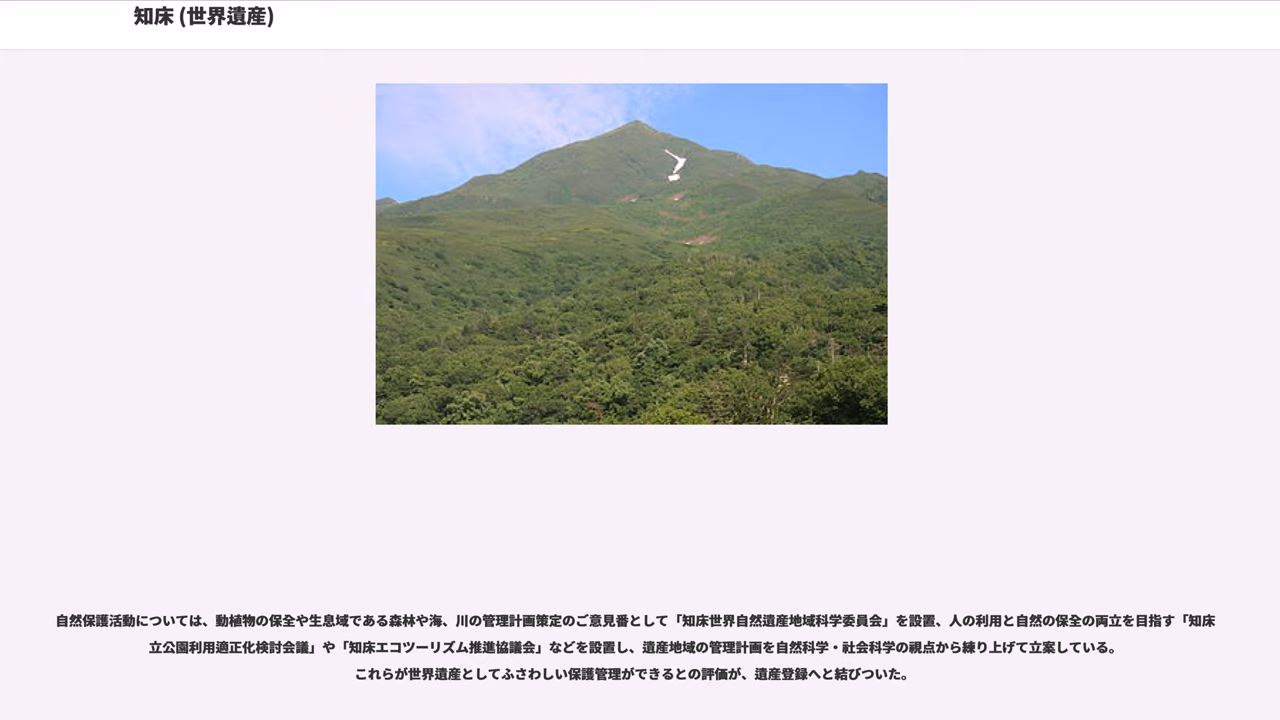 知床 (世界遺産)
自然保護活動については、動植物の保全や生息域である森林や海、川の管理計画策定のご意見番として「知床世界自然遺産地域科学委員会」を設置、人の利用と自然の保全の両立を目指す「知床
立公園利用適正化検討会議」や「知床エコツーリズム推進協議会」などを設置し、遺産地域の管理計画を自然科学・社会科学の視点から練り上げて立案している。
これらが世界遺産としてふさわしい保護管理ができるとの評価が、遺産登録へと結びついた。